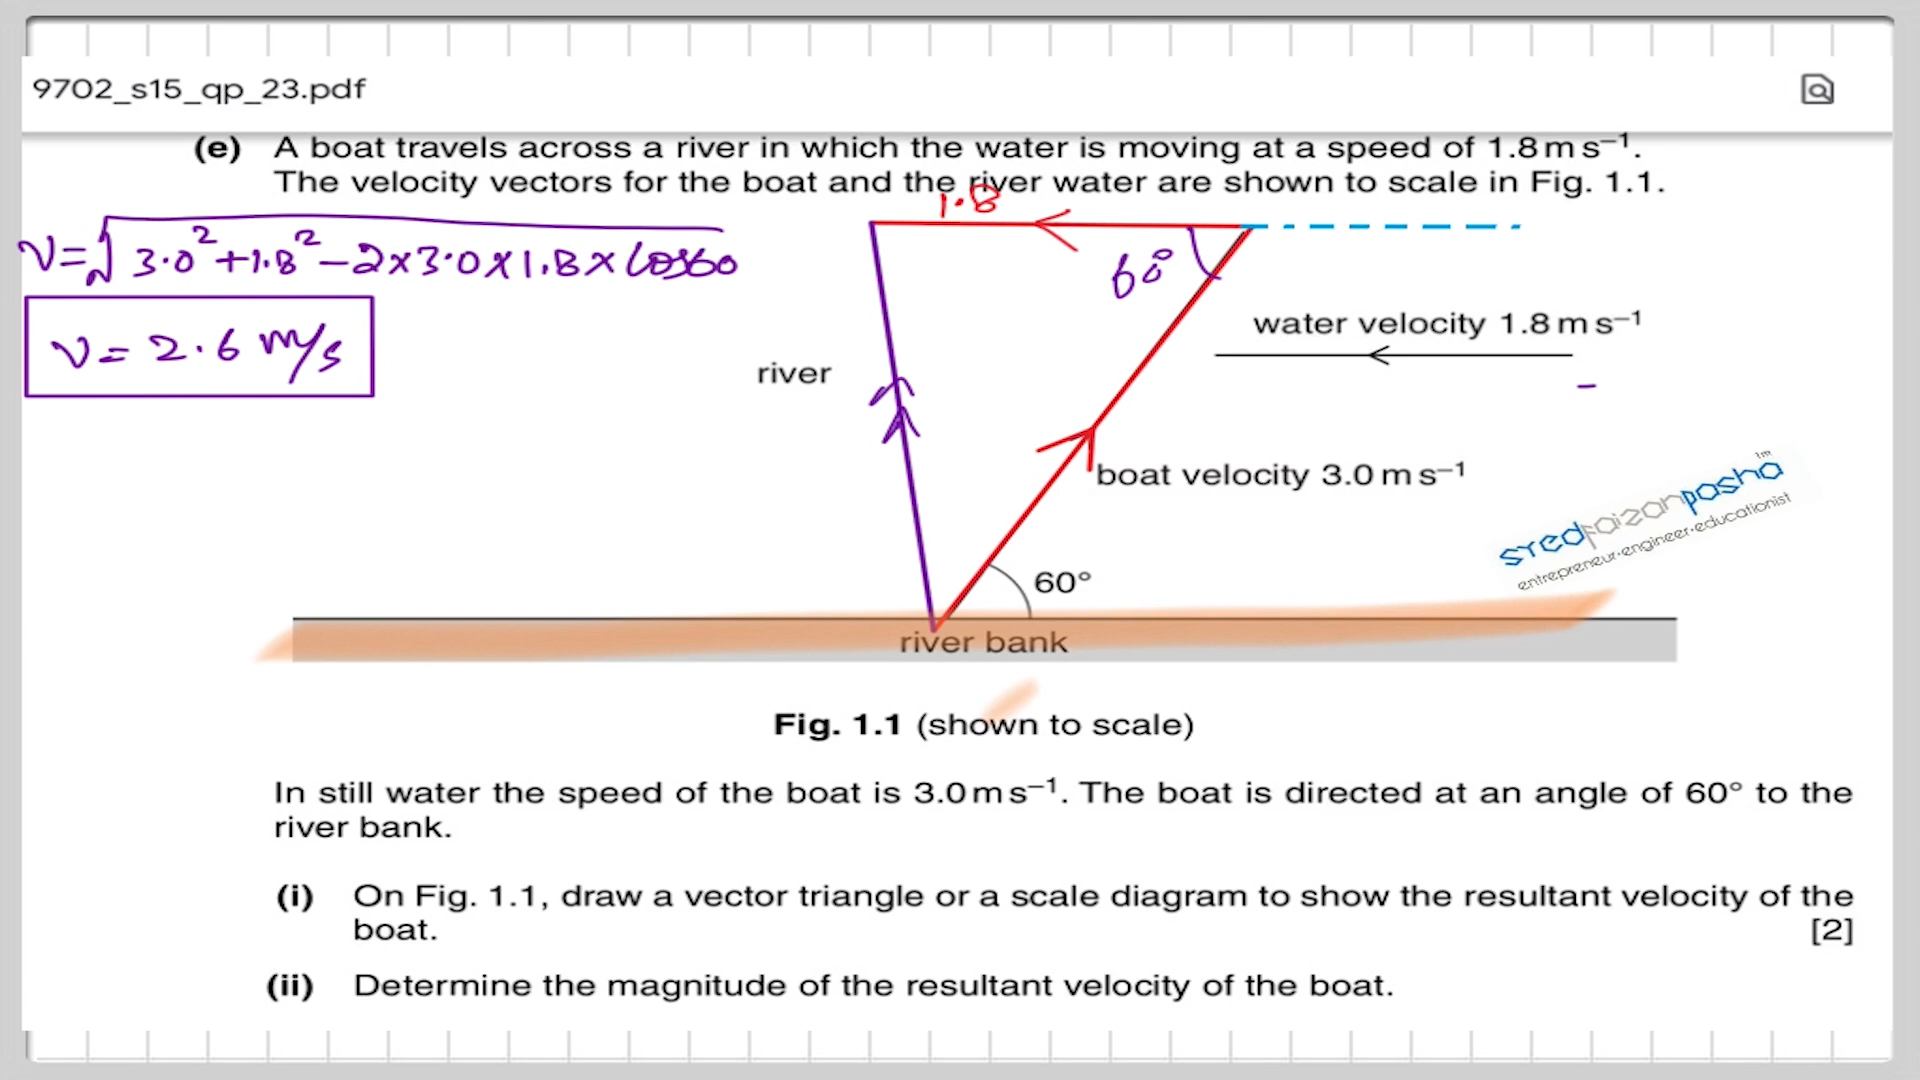 9702_s15_qp_23.pdf
(e) A boat travels across a river in which the water is moving at a speed of 1.8 m s⁻¹.
The velocity vectors for the boat and the river water are shown to scale in Fig. 1.1.
1.8
V=√3.0²+1.8²-2×3.0×1.8×cos60
60°
V= 2.6 m/s
water velocity 1.8 m s⁻¹
river
boat velocity 3.0 m s⁻¹
syedfaizanpasha™
entrepreneur·engineer·educationist
60°
river bank
Fig. 1.1 (shown to scale)
In still water the speed of the boat is 3.0 m s⁻¹. The boat is directed at an angle of 60° to the
river bank.
(i) On Fig. 1.1, draw a vector triangle or a scale diagram to show the resultant velocity of the
boat. [2]
(ii) Determine the magnitude of the resultant velocity of the boat.